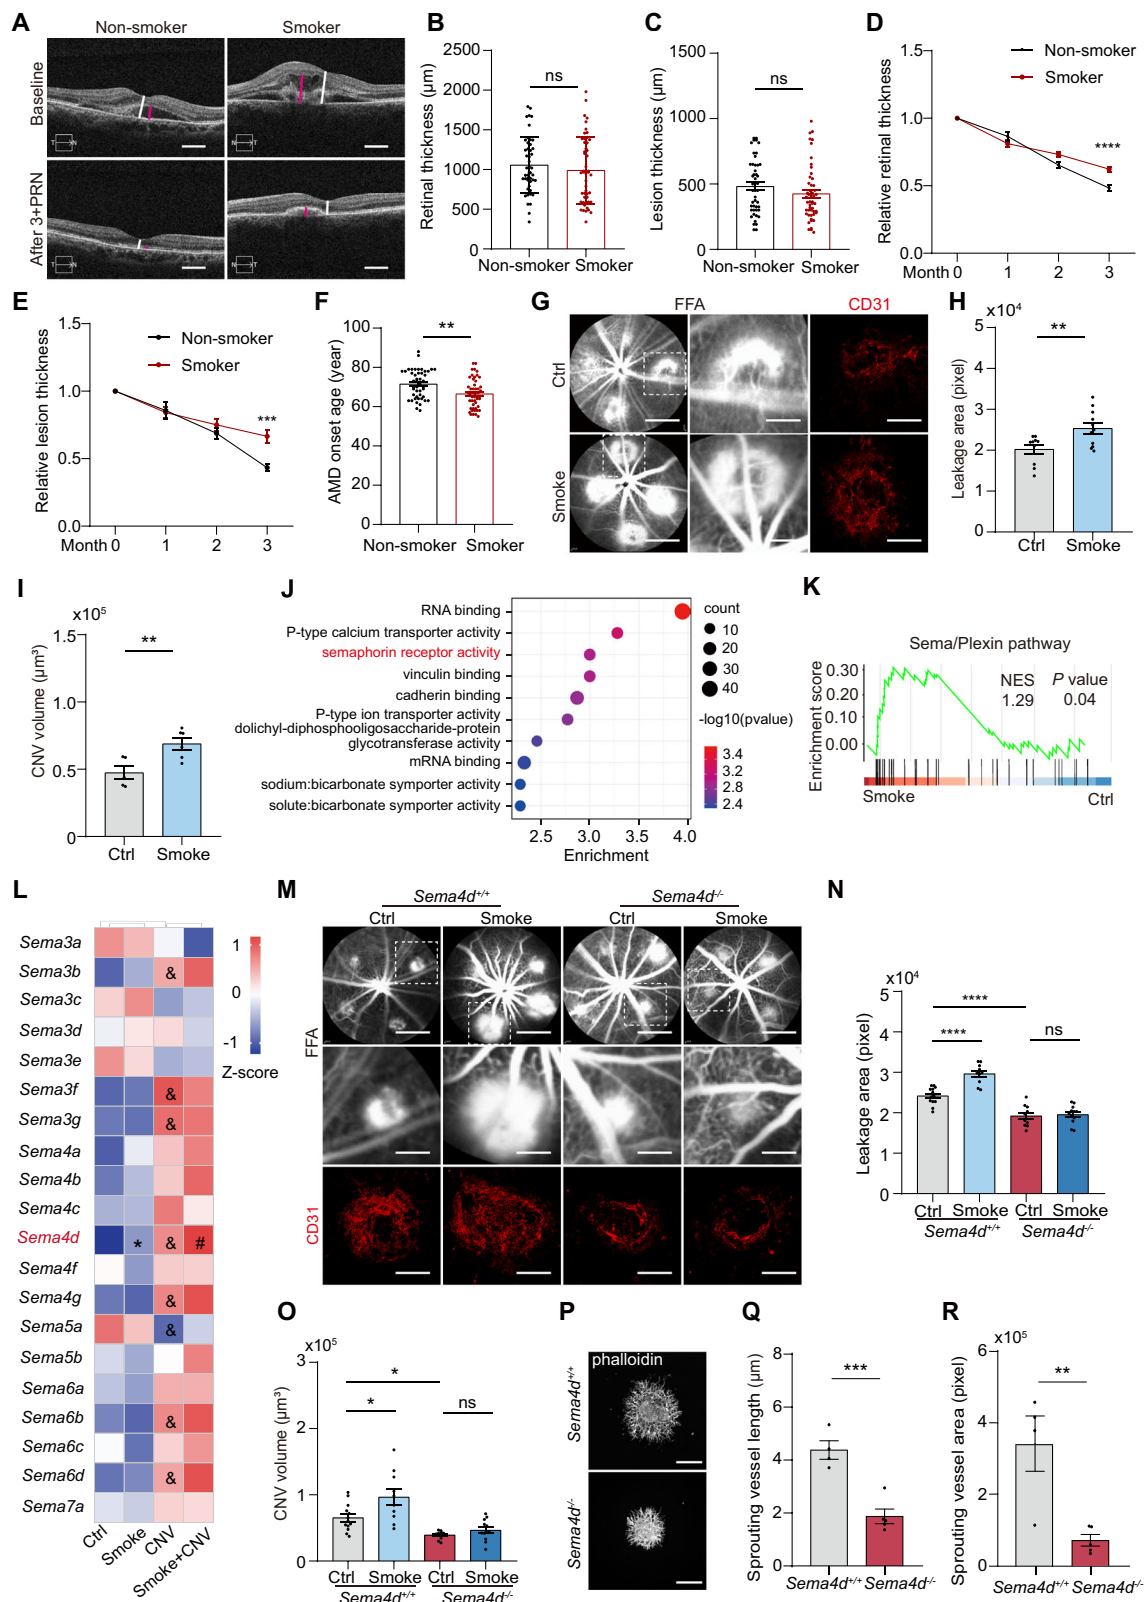 A
Non-smoker
Smoker
Baseline
After 3+PRN
T
N
N
T
T
N
N
T
B
2500
2000
1500
1000
500
0
Retinal thickness (µm)
ns
Non-smoker
Smoker
C
1500
1000
500
0
Lesion thickness (µm)
ns
Non-smoker
Smoker
D
1.5
1.0
0.5
0.0
Relative retinal thickness
Non-smoker
Smoker
****
Month 0 1 2 3
E
1.5
1.0
0.5
0.0
Relative lesion thickness
Non-smoker
Smoker
***
Month 0 1 2 3
F
100
80
60
40
20
0
AMD onset age (year)
**
Non-smoker
Smoker
G
FFA
CD31
Ctrl
Smoke
H
x10⁴
4
3
2
1
0
Leakage area (pixel)
**
Ctrl Smoke
I
x10⁵
1.5
1.0
0.5
0
CNV volume (µm³)
**
Ctrl Smoke
J
RNA binding
P-type calcium transporter activity
semaphorin receptor activity
vinculin binding
cadherin binding
P-type ion transporter activity
dolichyl-diphosphooligosaccharide-protein
glycotransferase activity
mRNA binding
sodium:bicarbonate symporter activity
solute:bicarbonate symporter activity
2.5 3.0 3.5 4.0
Enrichment
count
10
20
30
40
-log10(pvalue)
3.4
3.2
2.8
2.4
K
Sema/Plexin pathway
Enrichment score
0.30
0.20
0.10
0.00
NES
1.29
P value
0.04
Smoke
Ctrl
L
Sema3a
Sema3b &
Sema3c
Sema3d
Sema3e
Sema3f &
Sema3g &
Sema4a
Sema4b
Sema4c
Sema4d * & #
Sema4f
Sema4g &
Sema5a &
Sema5b
Sema6a
Sema6b &
Sema6c
Sema6d &
Sema7a
Ctrl
Smoke
CNV
Smoke+CNV
1
0
-1
Z-score
M
Sema4d⁺/⁺
Sema4d⁻/⁻
Ctrl Smoke Ctrl Smoke
FFA
CD31
N
x10⁴
5
4
3
2
1
0
Leakage area (pixel)
****
****
ns
Ctrl Smoke Ctrl Smoke
Sema4d⁺/⁺ Sema4d⁻/⁻
O
x10⁵
3
2
1
0
CNV volume (µm³)
*
*
ns
Ctrl Smoke Ctrl Smoke
Sema4d⁺/⁺ Sema4d⁻/⁻
P
phalloidin
Sema4d⁺/⁺
Sema4d⁻/⁻
Q
8
6
4
2
0
Sprouting vessel length (µm)
***
Sema4d⁺/⁺ Sema4d⁻/⁻
R
x10⁵
6
4
2
0
Sprouting vessel area (pixel)
**
Sema4d⁺/⁺ Sema4d⁻/⁻